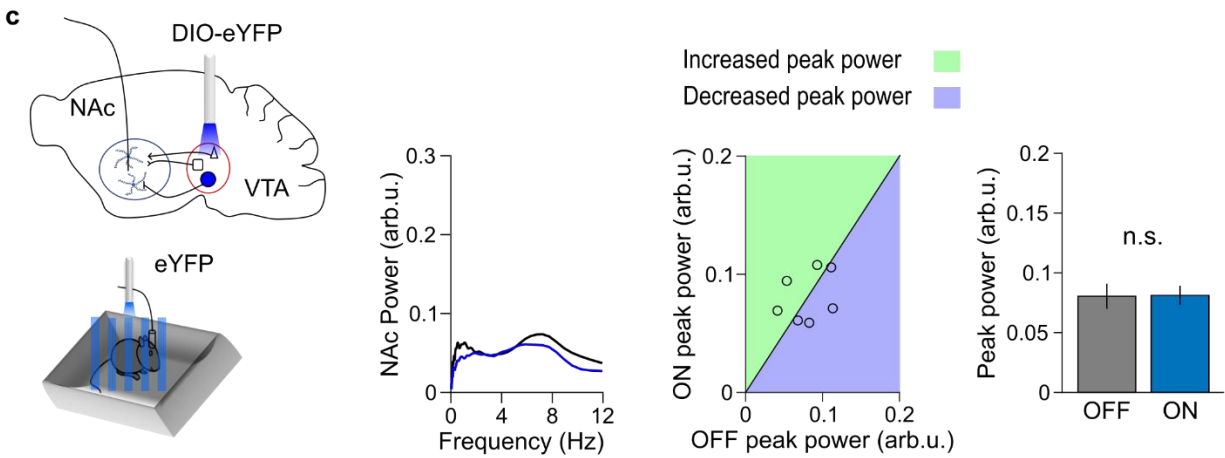 c
DIO-eYFP
NAc
VTA
eYFP
NAc Power (arb.u.)
0.3
0.2
0.1
0
0 4 8 12
Frequency (Hz)
Increased peak power
Decreased peak power
ON peak power (arb.u.)
0.2
0.1
0
0 0.1 0.2
OFF peak power (arb.u.)
Peak power (arb.u.)
0.2
0.15
0.1
0.05
0
n.s.
OFF ON